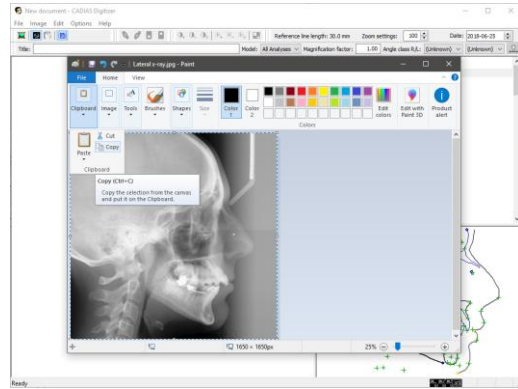 New document - CADIAS Digitizer
File Image Edit Options Help
Reference line length: 30.0 mm Zoom settings: 100 Date: 2018-06-25
Title: Model: All Analyses Magnification factor: 1.00 Angle class R/L: (Unknown) (Unknown)
Lateral x-ray.jpg - Paint
File Home View
Clipboard Image Tools Brushes Shapes Size Color 1 Color 2 Edit colors Edit with Paint 3D Product alert
Colors
Paste Cut
Copy
Clipboard
Copy (Ctrl+C)
Copy the selection from the canvas
and put it on the Clipboard.
1650 × 1650px 25%
Ready